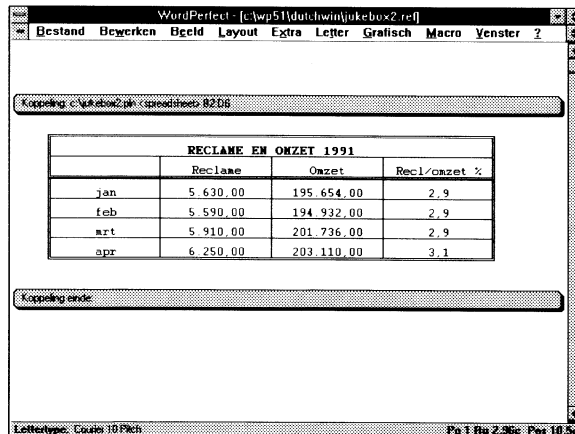 WordPerfect - [c:\wp51\dutchwin\jukebox2.ref]
Bestand Bewerken Beeld Layout Extra Letter Grafisch Macro Venster ?
Koppeling: c:\jukebox2.pln <spreadsheet> B2:D6
RECLAME EN OMZET 1991
Reclame Omzet Recl/omzet %
jan 5.630,00 195.654,00 2,9
feb 5.590,00 194.932,00 2,9
mrt 5.910,00 201.736,00 2,9
apr 6.250,00 203.110,00 3,1
Koppeling einde:
Lettertype: Courier 10 Pitch Pg 1 Ru 2.96c Pos